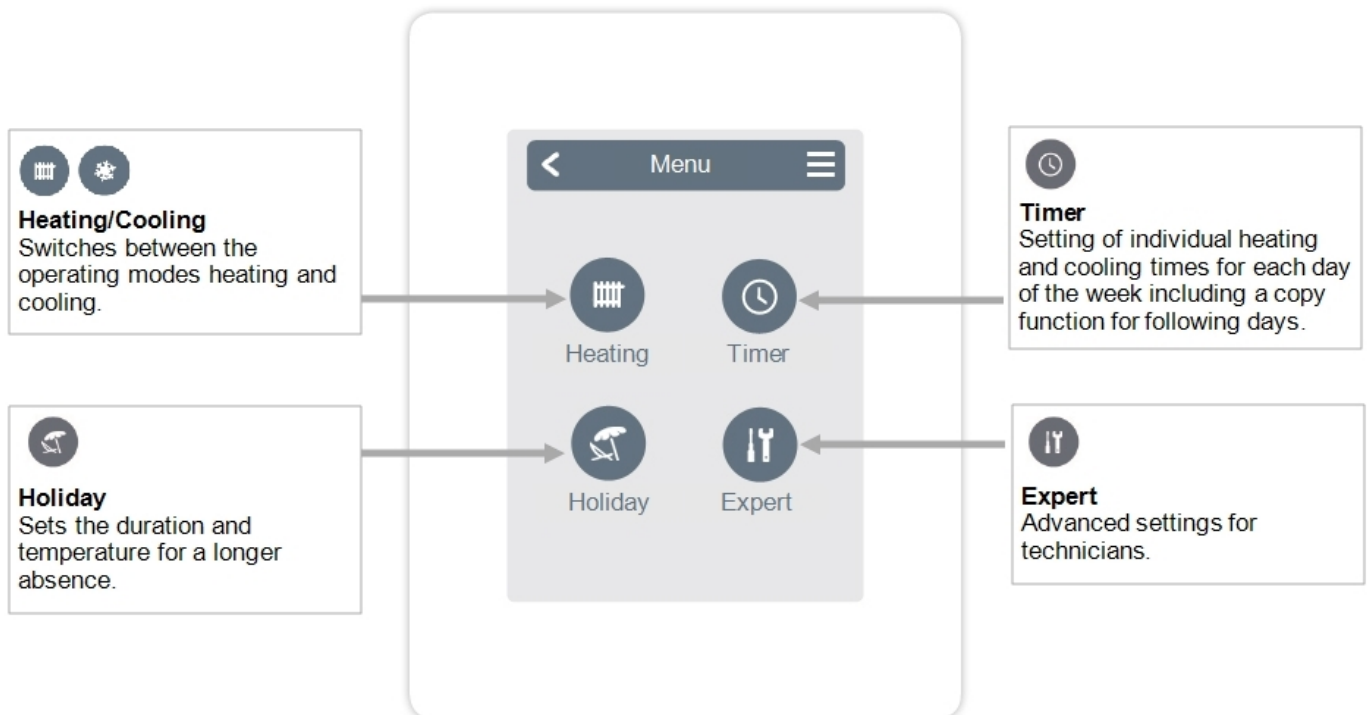 Menu
Heating/Cooling
Switches between the
operating modes heating and
cooling.
Timer
Setting of individual heating
and cooling times for each day
of the week including a copy
function for following days.
Heating
Timer
Holiday
Sets the duration and
temperature for a longer
absence.
Holiday
Expert
Expert
Advanced settings for
technicians.